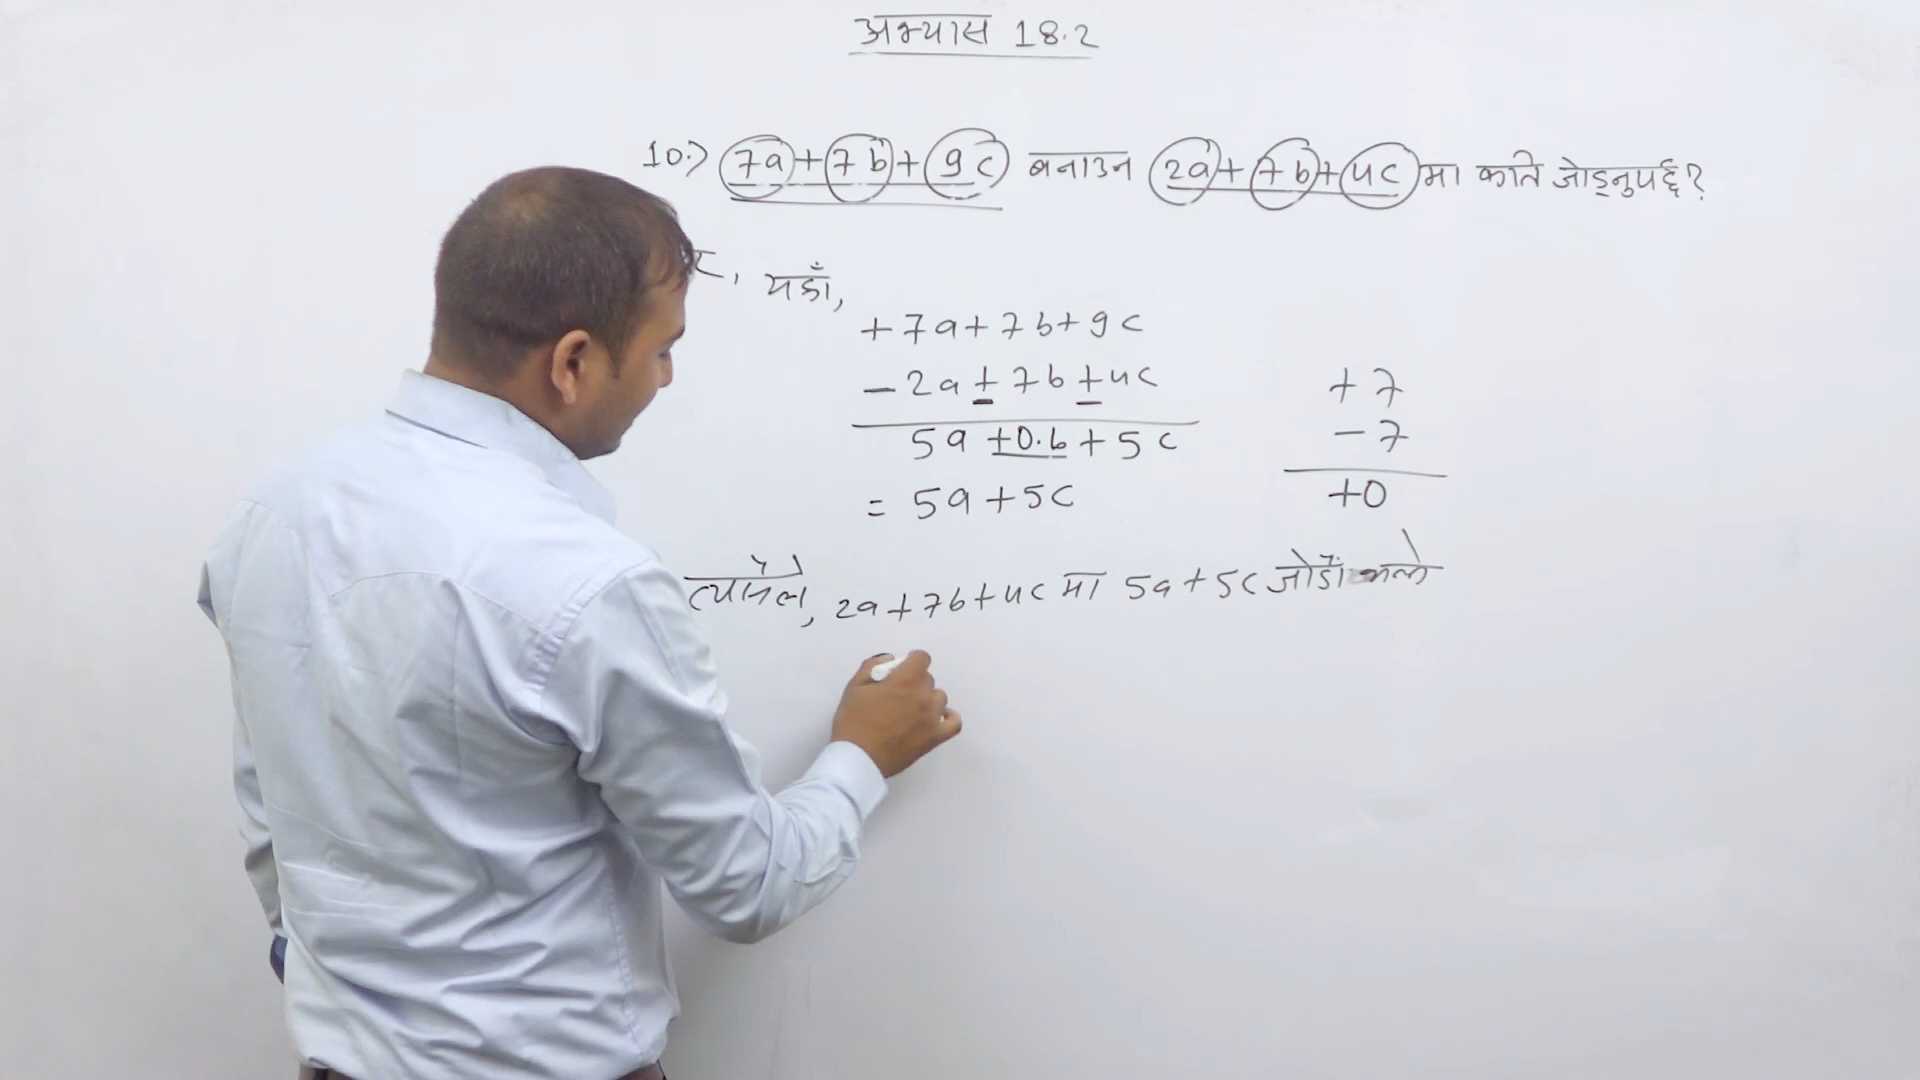 अभ्यास 18.2
10.) 7a+7b+9c बनाउन 2a+7b+4c मा कति जोड्नुपर्छ?
यहाँ,
+7a+7b+9c
-2a±7b±4c
5a+0.b+5c
=5a+5c
+7
-7
+0
त्यसैले, 2a+7b+4c मा 5a+5c जोडेँ भने